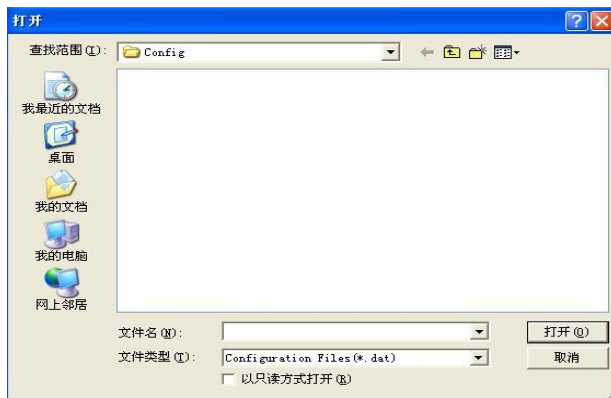 打开
查找范围(I): Config
我最近的文档
桌面
我的文档
我的电脑
网上邻居
文件名(N): 打开(O)
文件类型(T): Configuration Files(*.dat) 取消
以只读方式打开(R)